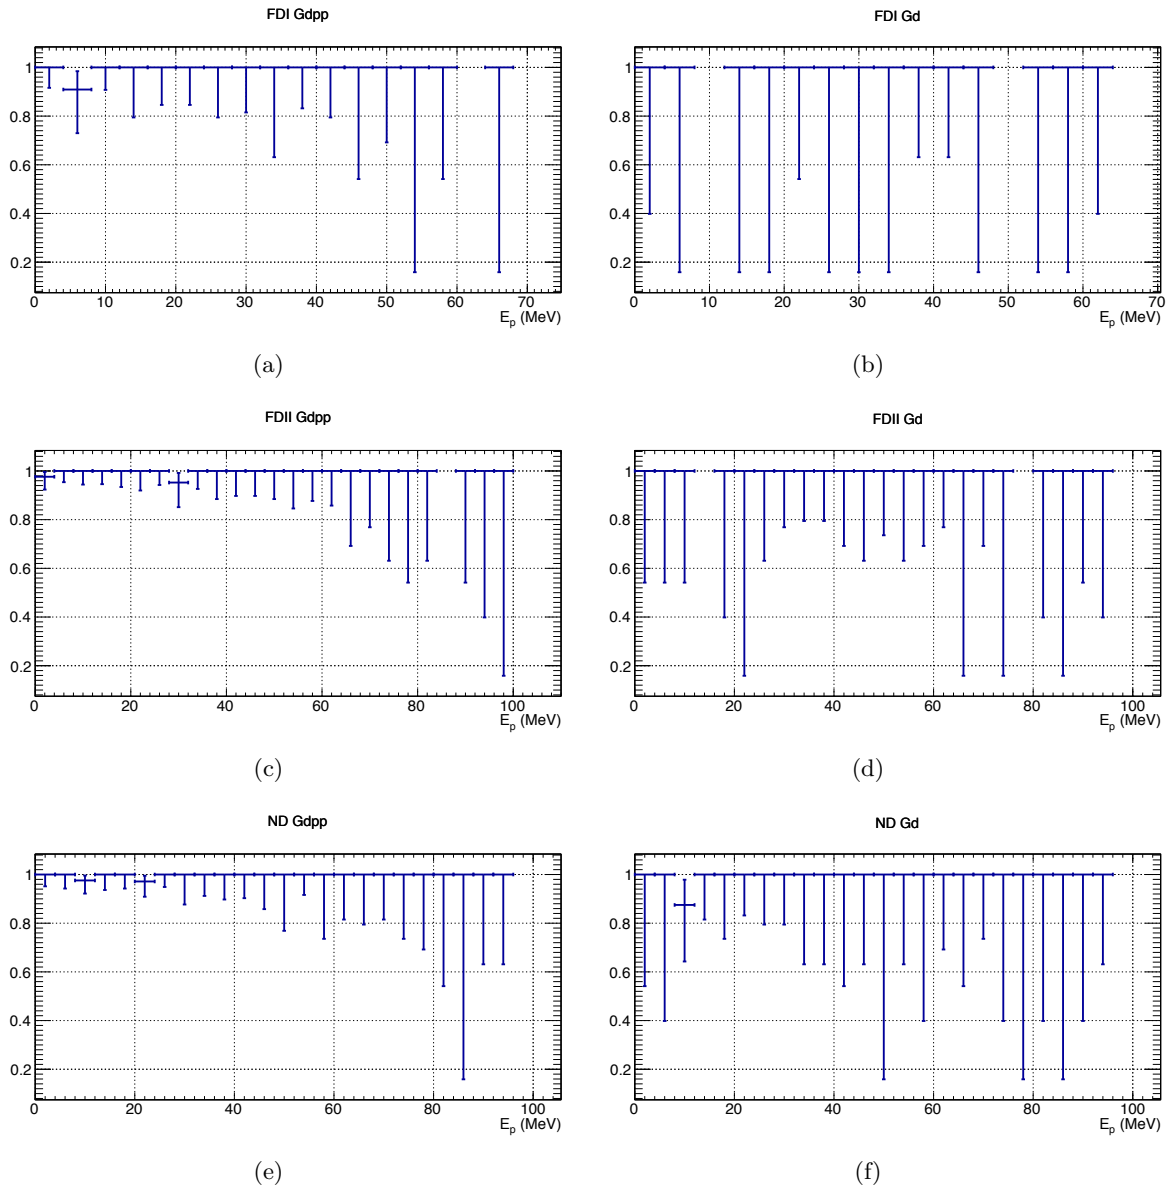 FDI Gdpp
1
0.8
0.6
0.4
0.2
0 10 20 30 40 50 60 70
E_p (MeV)
(a)
FDI Gd
1
0.8
0.6
0.4
0.2
0 10 20 30 40 50 60 70
E_p (MeV)
(b)
FDII Gdpp
1
0.8
0.6
0.4
0.2
0 20 40 60 80 100
E_p (MeV)
(c)
FDII Gd
1
0.8
0.6
0.4
0.2
0 20 40 60 80 100
E_p (MeV)
(d)
ND Gdpp
1
0.8
0.6
0.4
0.2
0 20 40 60 80 100
E_p (MeV)
(e)
ND Gd
1
0.8
0.6
0.4
0.2
0 20 40 60 80 100
E_p (MeV)
(f)